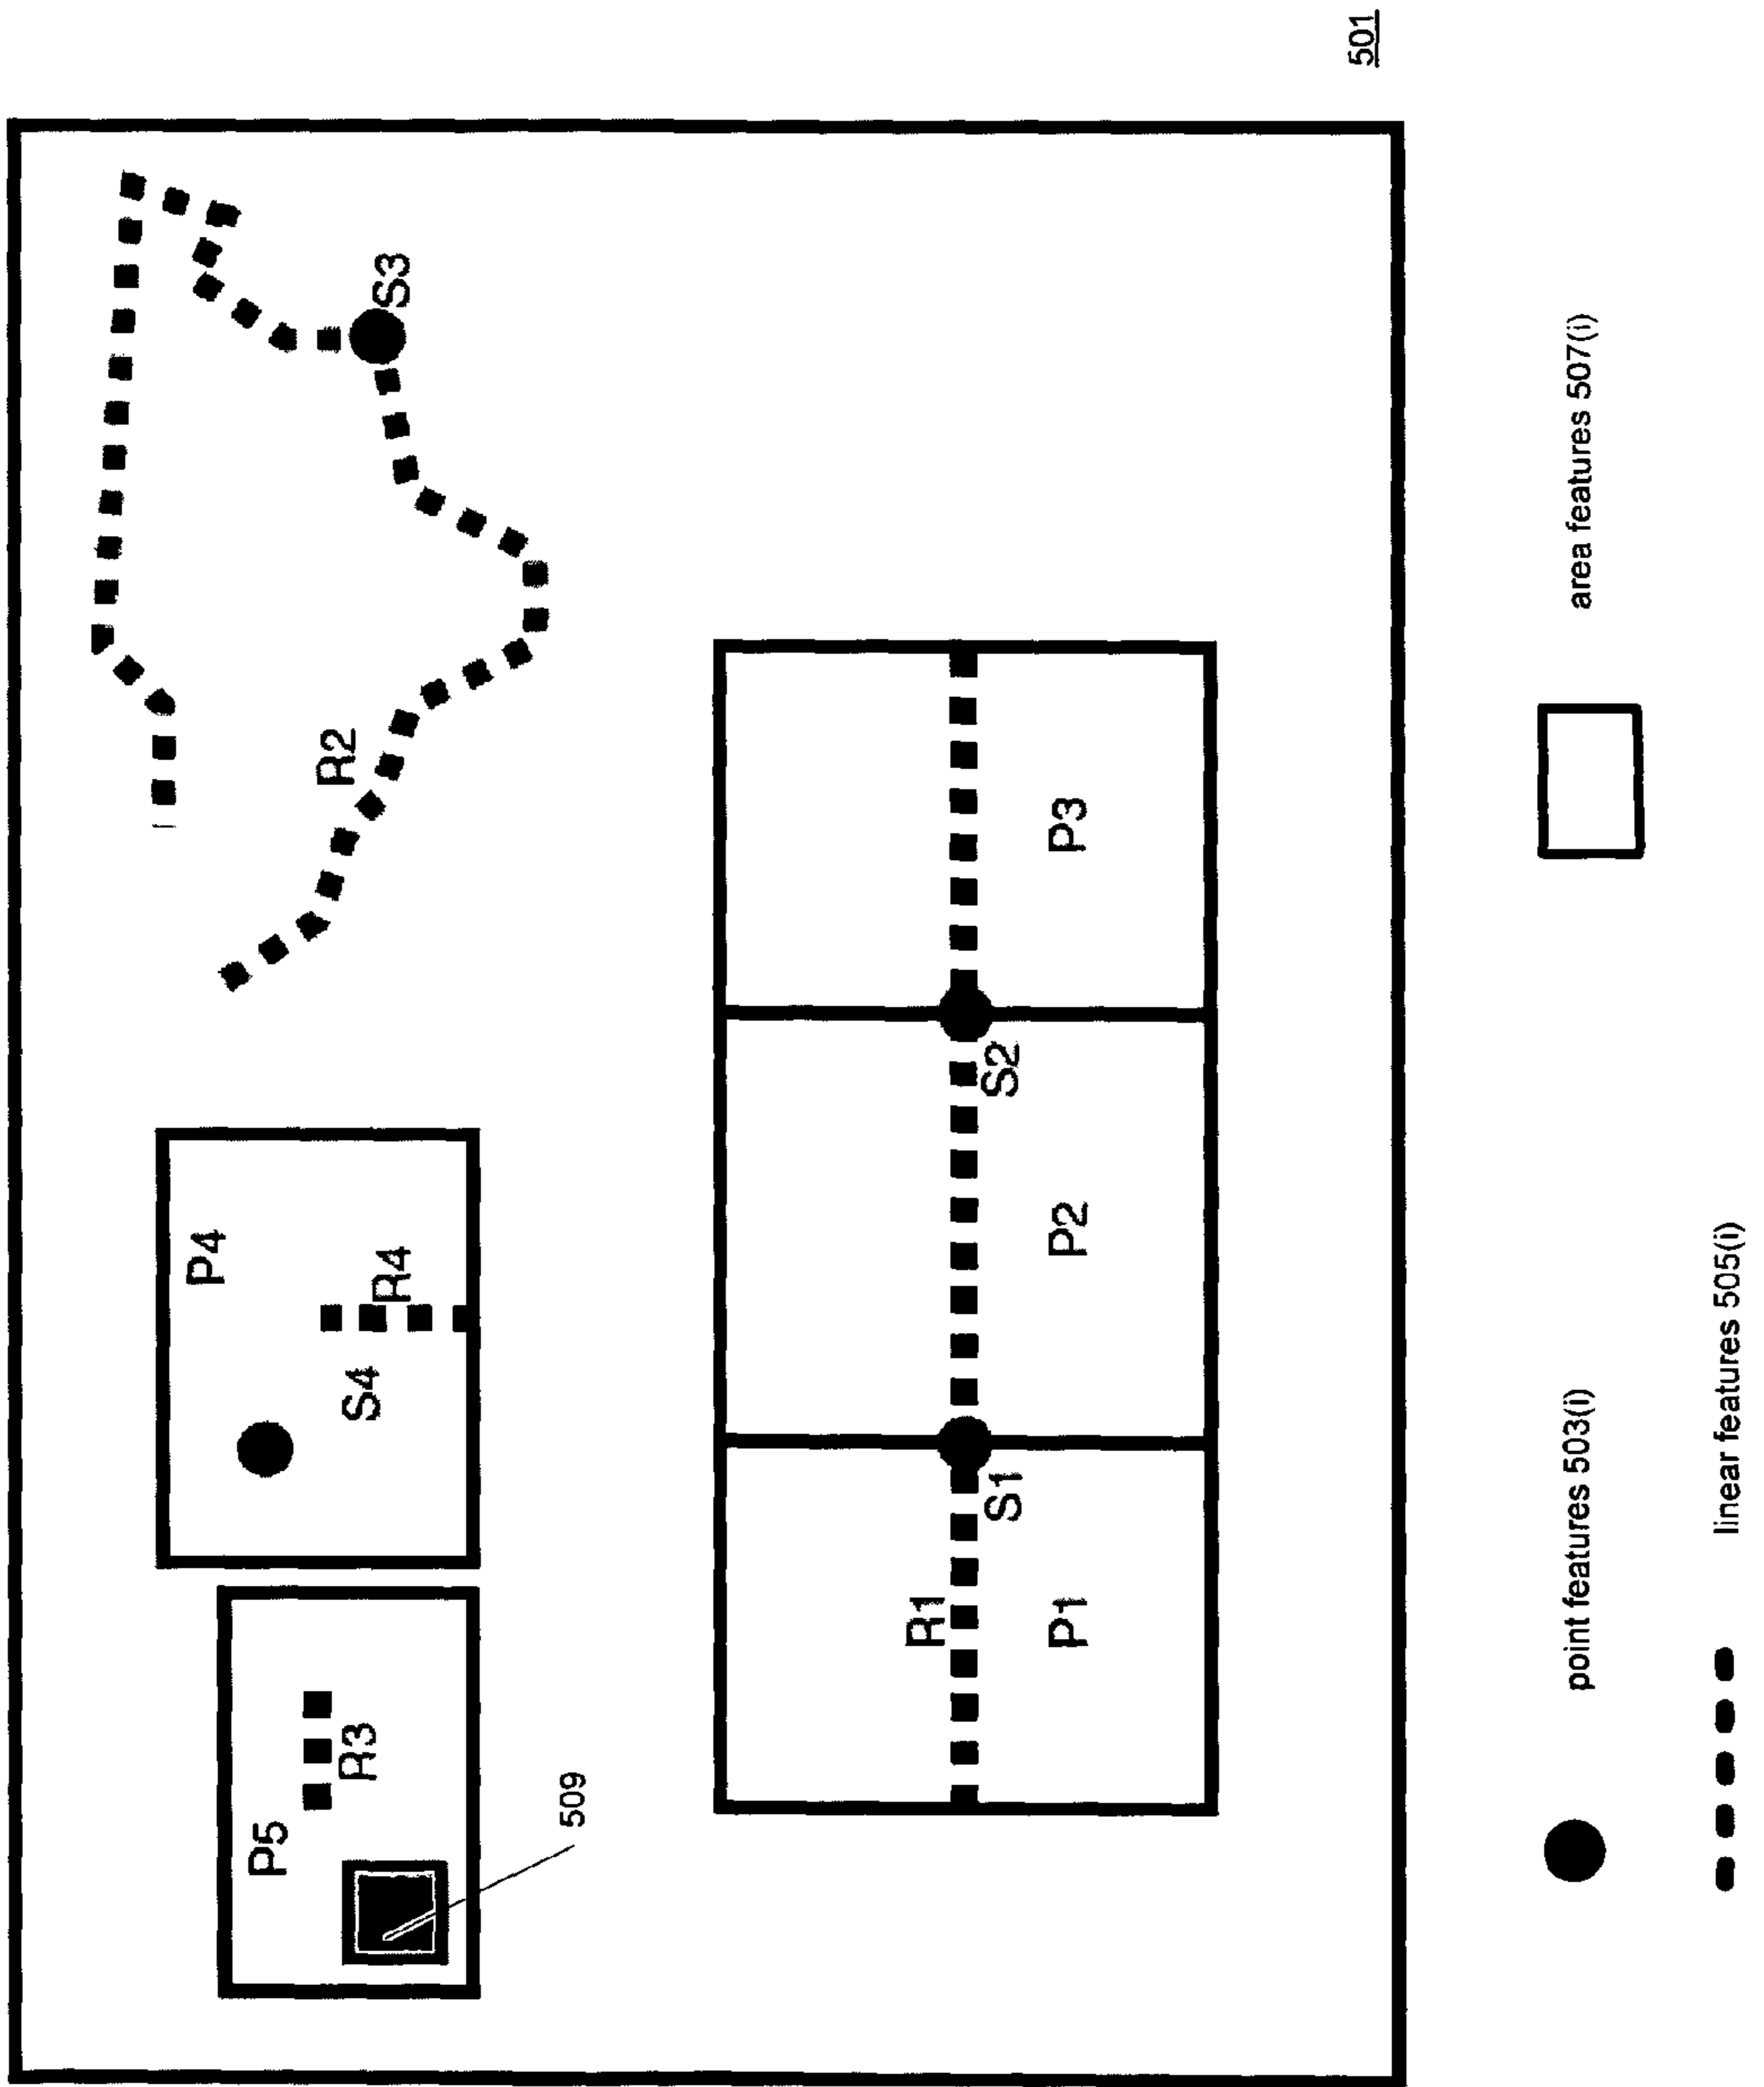 501
S3
R2
P4
R4
S4
P5
R3
509
P3
S2
P2
S1
R1
P1
point features 503(i)
area features 507(i)
linear features 505(i)